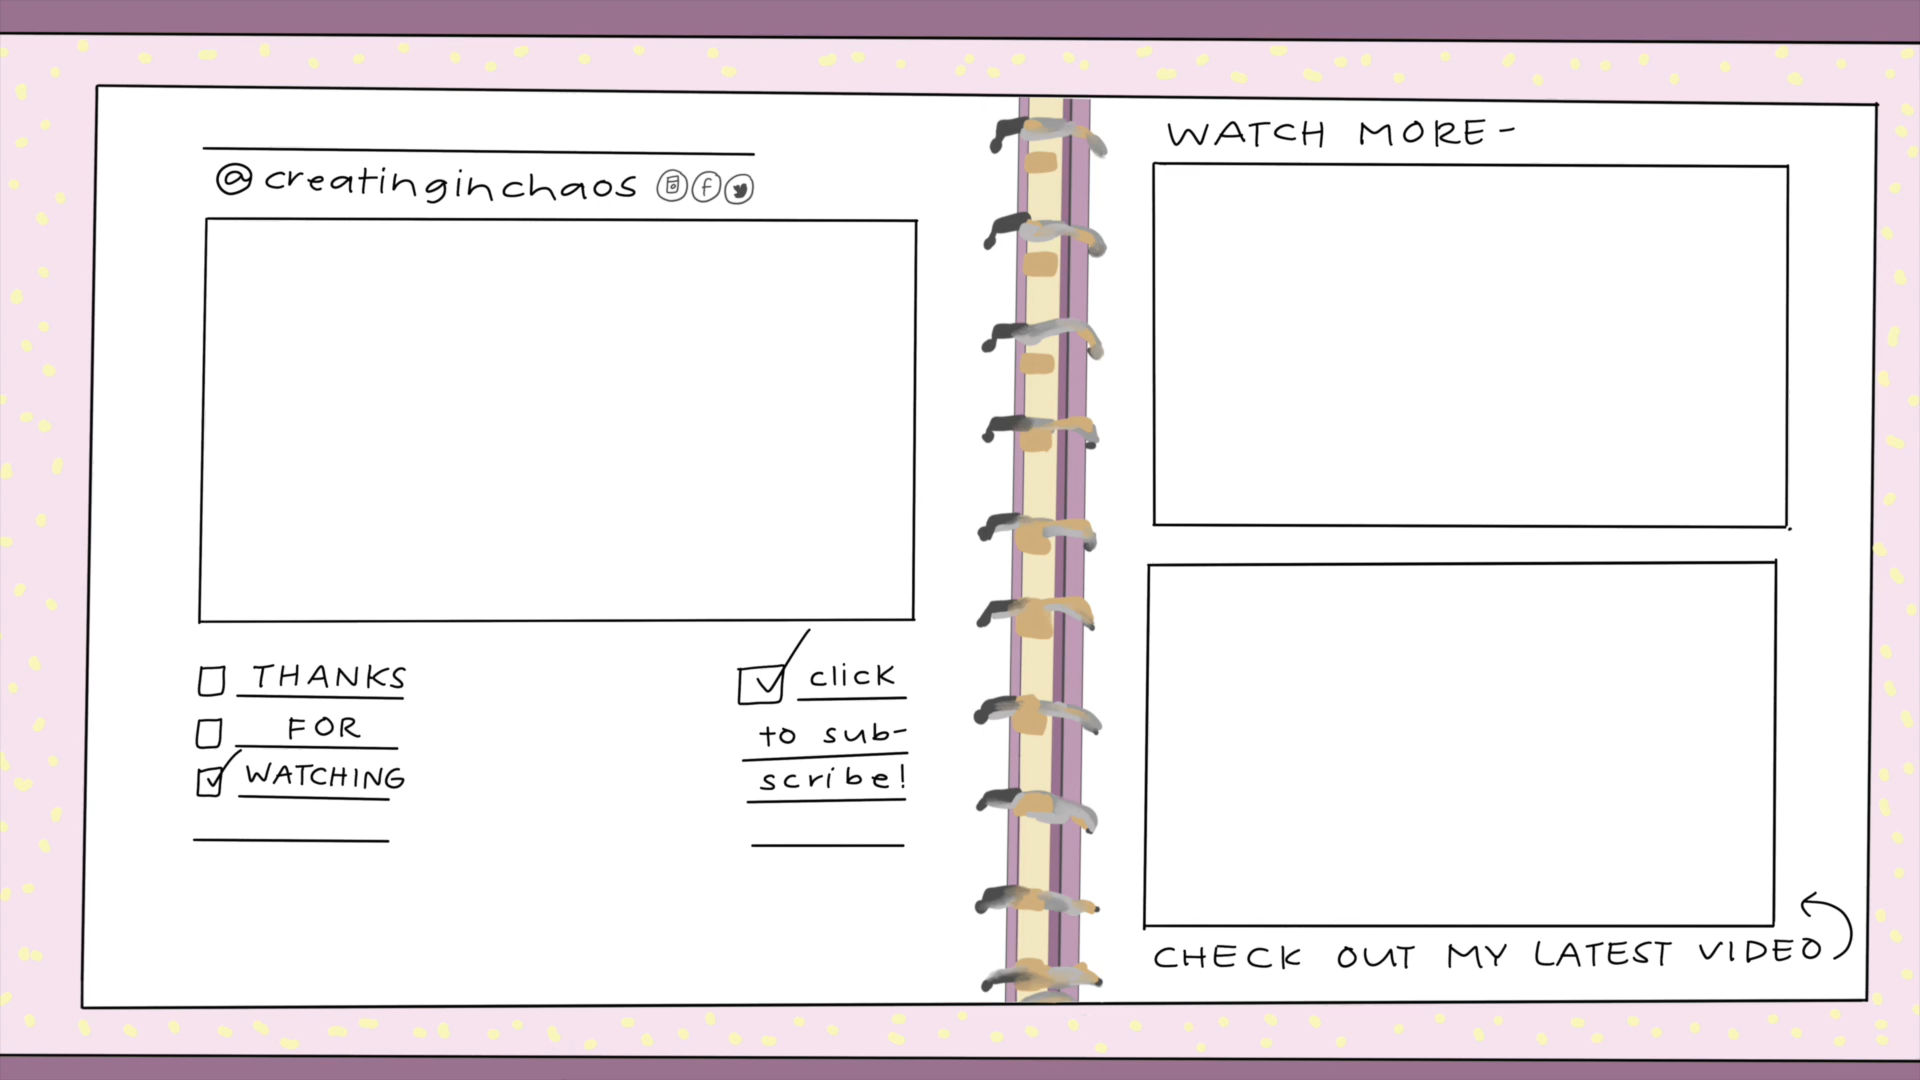 @creatinginchaos
THANKS
FOR
WATCHING
click
to sub-
scribe!
WATCH MORE-
CHECK OUT MY LATEST VIDEO